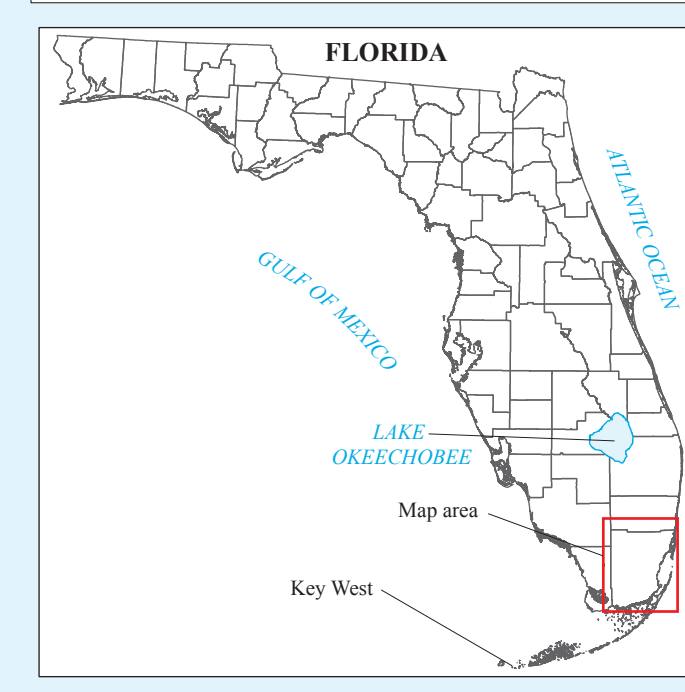 FLORIDA
ATLANTIC OCEAN
GULF OF MEXICO
LAKE
OKEECHOBEE
Map area
Key West